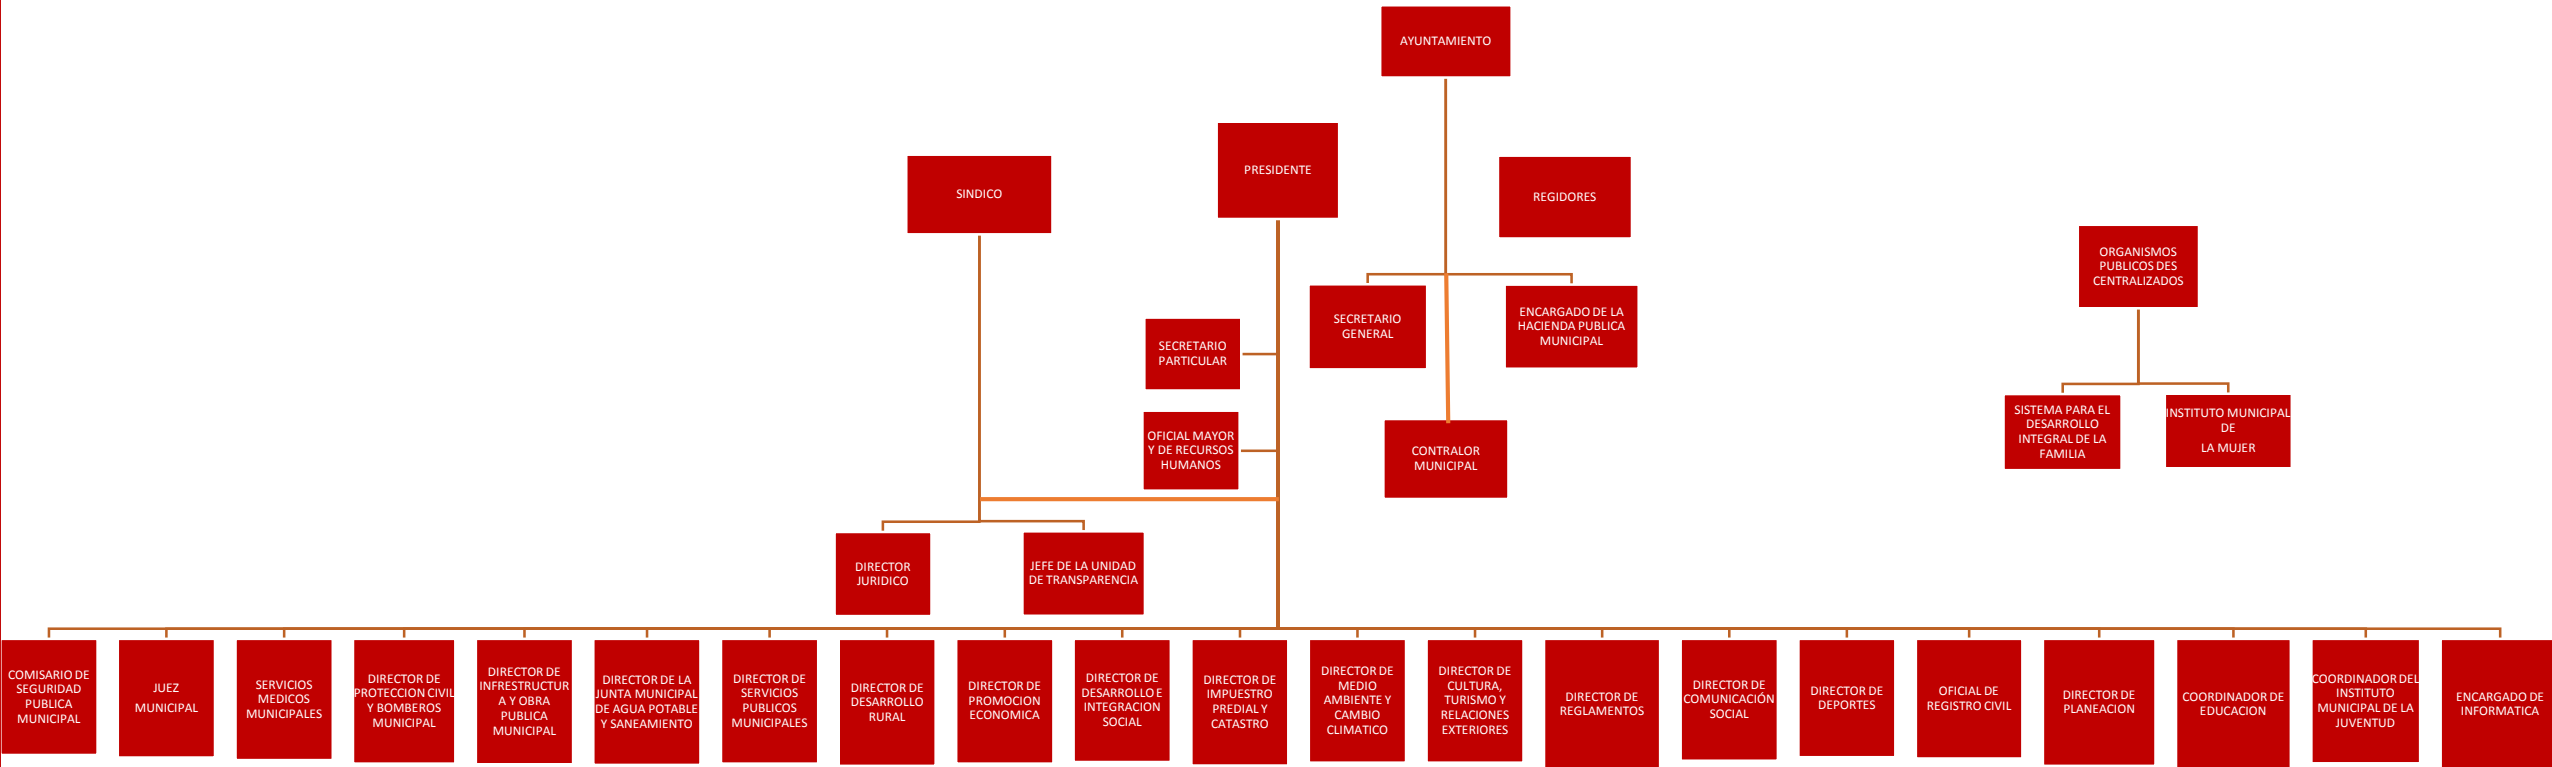 AYUNTAMIENTO
PRESIDENTE
SINDICO
REGIDORES
ORGANISMOS
PUBLICOS DES
CENTRALIZADOS
SECRETARIO
GENERAL
ENCARGADO DE LA
HACIENDA PUBLICA
MUNICIPAL
SECRETARIO
PARTICULAR
OFICIAL MAYOR
Y DE RECURSOS
HUMANOS
CONTRALOR
MUNICIPAL
SISTEMA PARA EL
DESARROLLO
INTEGRAL DE LA
FAMILIA
INSTITUTO MUNICIPAL
DE
LA MUJER
DIRECTOR
JURIDICO
JEFE DE LA UNIDAD
DE TRANSPARENCIA
COMISARIO DE
SEGURIDAD
PUBLICA
MUNICIPAL
JUEZ
MUNICIPAL
SERVICIOS
MEDICOS
MUNICIPALES
DIRECTOR DE
PROTECCION CIVIL
Y BOMBEROS
MUNICIPAL
DIRECTOR DE
INFRESTRUCTUR
A Y OBRA
PUBLICA
MUNICIPAL
DIRECTOR DE LA
JUNTA MUNICIPAL
DE AGUA POTABLE
Y SANEAMIENTO
DIRECTOR DE
SERVICIOS
PUBLICOS
MUNICIPALES
DIRECTOR DE
DESARROLLO
RURAL
DIRECTOR DE
PROMOCION
ECONOMICA
DIRECTOR DE
DESARROLLO E
INTEGRACION
SOCIAL
DIRECTOR DE
IMPUESTRO
PREDIAL Y
CATASTRO
DIRECTOR DE
MEDIO
AMBIENTE Y
CAMBIO
CLIMATICO
DIRECTOR DE
CULTURA,
TURISMO Y
RELACIONES
EXTERIORES
DIRECTOR DE
REGLAMENTOS
DIRECTOR DE
COMUNICACIÓN
SOCIAL
DIRECTOR DE
DEPORTES
OFICIAL DE
REGISTRO CIVIL
DIRECTOR DE
PLANEACION
COORDINADOR DE
EDUCACION
COORDINADOR DEL
INSTITUTO
MUNICIPAL DE LA
JUVENTUD
ENCARGADO DE
INFORMATICA